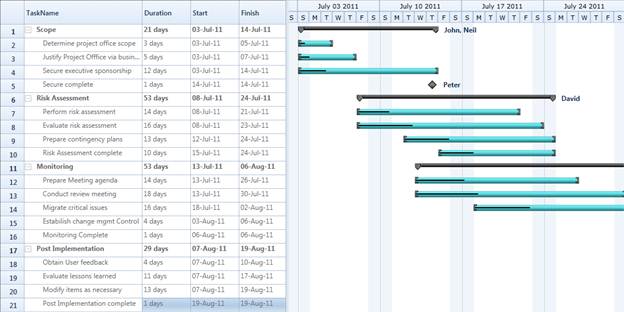 TaskName Duration Start Finish July 03 2011 July 10 2011 July 17 2011 July 24 2011
S S M T W T F S S M T W T F S S M T W T F S S M T W T F S
1 Scope 21 days 03-Jul-11 14-Jul-11 John, Neil
2 Determine project office scope 3 days 03-Jul-11 05-Jul-11
3 Justify Project Offfice via busin... 5 days 03-Jul-11 07-Jul-11
4 Secure executive sponsorship 12 days 03-Jul-11 14-Jul-11
5 Secure complete 1 days 14-Jul-11 14-Jul-11 Peter
6 Risk Assessment 53 days 08-Jul-11 24-Jul-11 David
7 Perform risk assessment 14 days 08-Jul-11 21-Jul-11
8 Evaluate risk assessment 16 days 08-Jul-11 23-Jul-11
9 Prepare contingency plans 13 days 12-Jul-11 24-Jul-11
10 Risk Assessment complete 10 days 15-Jul-11 24-Jul-11
11 Monitoring 53 days 13-Jul-11 06-Aug-11
12 Prepare Meeting agenda 14 days 13-Jul-11 26-Jul-11
13 Conduct review meeting 18 days 13-Jul-11 30-Jul-11
14 Migrate critical issues 16 days 18-Jul-11 02-Aug-11
15 Estabilish change mgmt Control 4 days 03-Aug-11 06-Aug-11
16 Monitoring Complete 1 days 06-Aug-11 06-Aug-11
17 Post Implementation 29 days 07-Aug-11 19-Aug-11
18 Obtain User feedback 4 days 07-Aug-11 10-Aug-11
19 Evaluate lessons learned 11 days 07-Aug-11 17-Aug-11
20 Modify items as necessary 13 days 07-Aug-11 19-Aug-11
21 Post Implementation complete 1 days 19-Aug-11 19-Aug-11